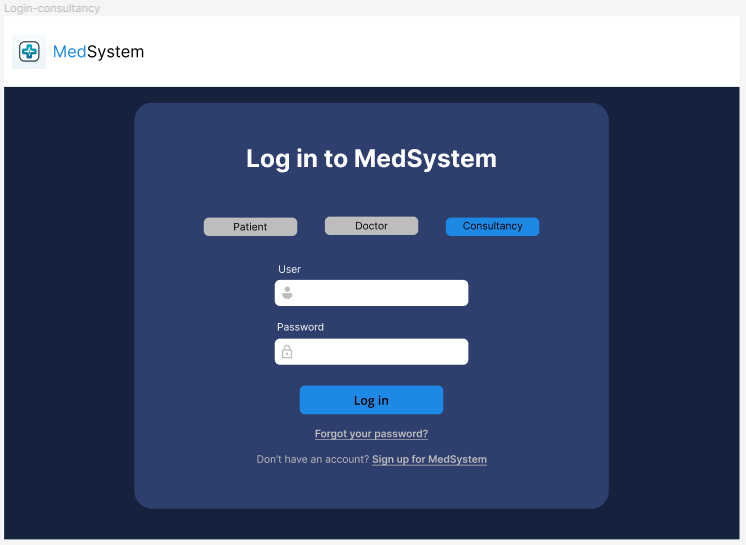 Login-consultancy
MedSystem
Log in to MedSystem
Patient
Doctor
Consultancy
User
Password
Log in
Forgot your password?
Don't have an account? Sign up for MedSystem